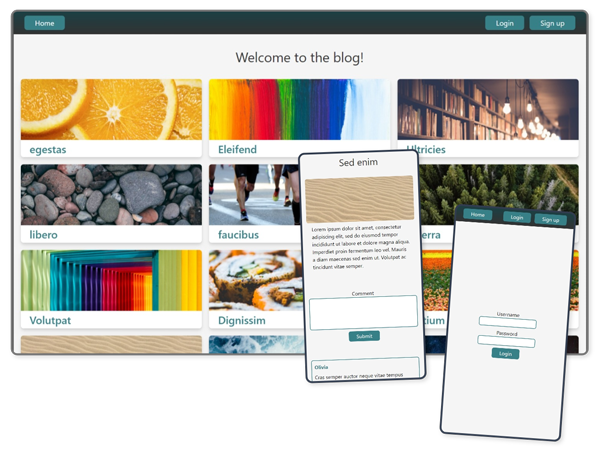 Home
Login
Sign up
Welcome to the blog!
egestas
Eleifend
Ultricies
libero
faucibus
erra
Volutpat
Dignissim
tium
Sed enim
Lorem ipsum dolor sit amet, consectetur
adipiscing elit, sed do eiusmod tempor
incididunt ut labore et dolore magna aliqua.
Imperdiet proin fermentum leo vel. Mauris
a diam maecenas sed enim ut. Volutpat ac
tincidunt vitae semper.
Comment
Submit
Olivia
Cras semper auctor neque vitae tempus
Home
Login
Sign up
Username
Password
Login